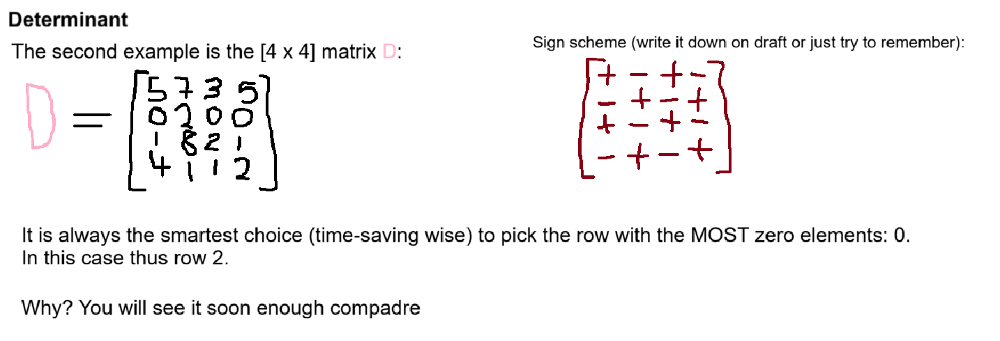 Determinant
The second example is the [4 x 4] matrix D:
Sign scheme (write it down on draft or just try to remember):
D = [5 7 3 5
0 2 0 0
1 8 2 1
4 1 1 2]
[+ - + -
- + - +
+ - + -
- + - +]
It is always the smartest choice (time-saving wise) to pick the row with the MOST zero elements: 0.
In this case thus row 2.
Why? You will see it soon enough compadre